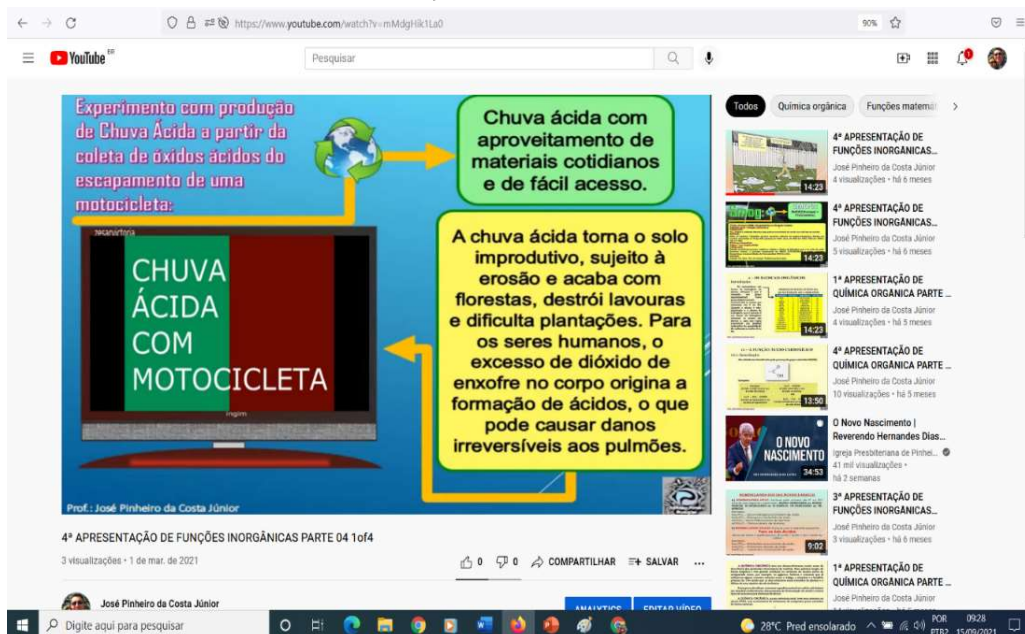 https://www.youtube.com/watch?v=mMdgHik1La0
90%
YouTube BR
Pesquisar
Experimento com produção
de Chuva Ácida a partir da
coleta de óxidos ácidos do
escapamento de uma
motocicleta:
Chuva ácida com
aproveitamento de
materiais cotidianos
e de fácil acesso.
CHUVA
ÁCIDA
COM
MOTOCICLETA
A chuva ácida torna o solo
improdutivo, sujeito à
erosão e acaba com
florestas, destrói lavouras
e dificulta plantações. Para
os seres humanos, o
excesso de dióxido de
enxofre no corpo origina a
formação de ácidos, o que
pode causar danos
irreversíveis aos pulmões.
Prof.: José Pinheiro da Costa Júnior
4ª APRESENTAÇÃO DE FUNÇÕES INORGÂNICAS PARTE 04 1of4
3 visualizações • 1 de mar. de 2021
0
0
COMPARTILHAR
SALVAR
José Pinheiro da Costa Júnior
ANALYTICS
EDITAR VÍDEO
Todos
Química orgânica
Funções matemát
4ª APRESENTAÇÃO DE
FUNÇÕES INORGÂNICAS...
José Pinheiro da Costa Júnior
4 visualizações • há 6 meses
14:23
4ª APRESENTAÇÃO DE
FUNÇÕES INORGÂNICAS...
José Pinheiro da Costa Júnior
5 visualizações • há 6 meses
14:23
1ª APRESENTAÇÃO DE
QUÍMICA ORGÂNICA PARTE ...
José Pinheiro da Costa Júnior
4 visualizações • há 5 meses
14:23
4ª APRESENTAÇÃO DE
QUÍMICA ORGÂNICA PARTE ...
José Pinheiro da Costa Júnior
10 visualizações • há 5 meses
13:50
O NOVO
NASCIMENTO
34:53
O Novo Nascimento |
Reverendo Hernandes Dias...
Igreja Presbiteriana de Pinhei...
41 mil visualizações •
há 2 semanas
3ª APRESENTAÇÃO DE
FUNÇÕES INORGÂNICAS...
José Pinheiro da Costa Júnior
3 visualizações • há 6 meses
9:02
1ª APRESENTAÇÃO DE
QUÍMICA ORGÂNICA PARTE ...
José Pinheiro da Costa Júnior
Digite aqui para pesquisar
28°C Pred ensolarado
POR
PTB2
09:28
15/09/2021